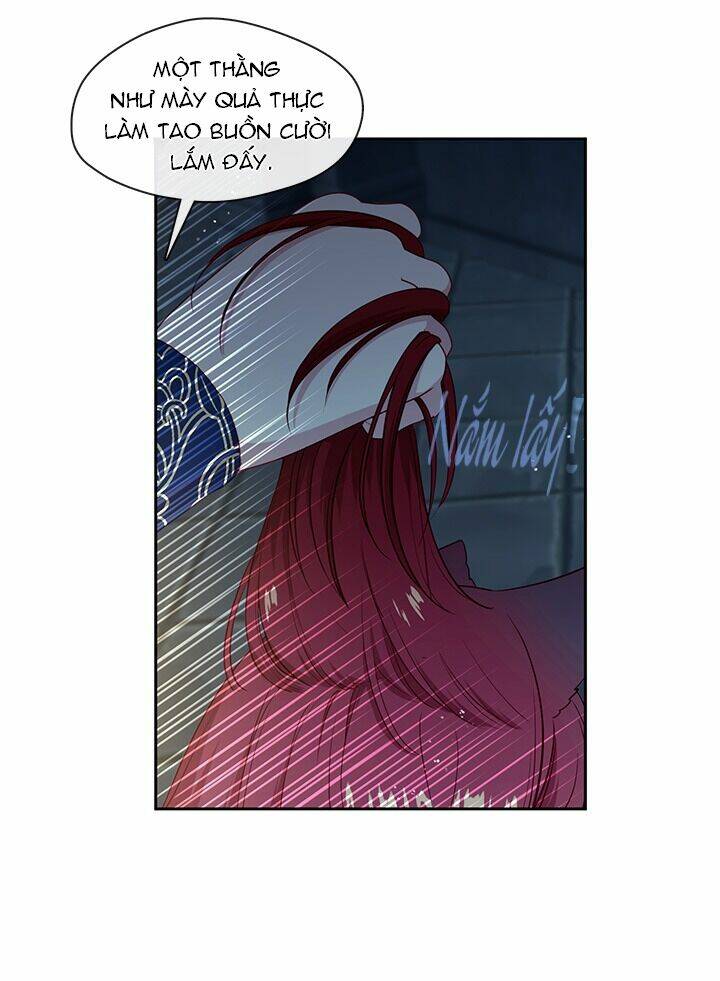 MỘT THẰNG
NHƯ MÀY QUẢ THỰC
LÀM TAO BUỒN CƯỜI
LẮM ĐẤY.
Nắm lấy!